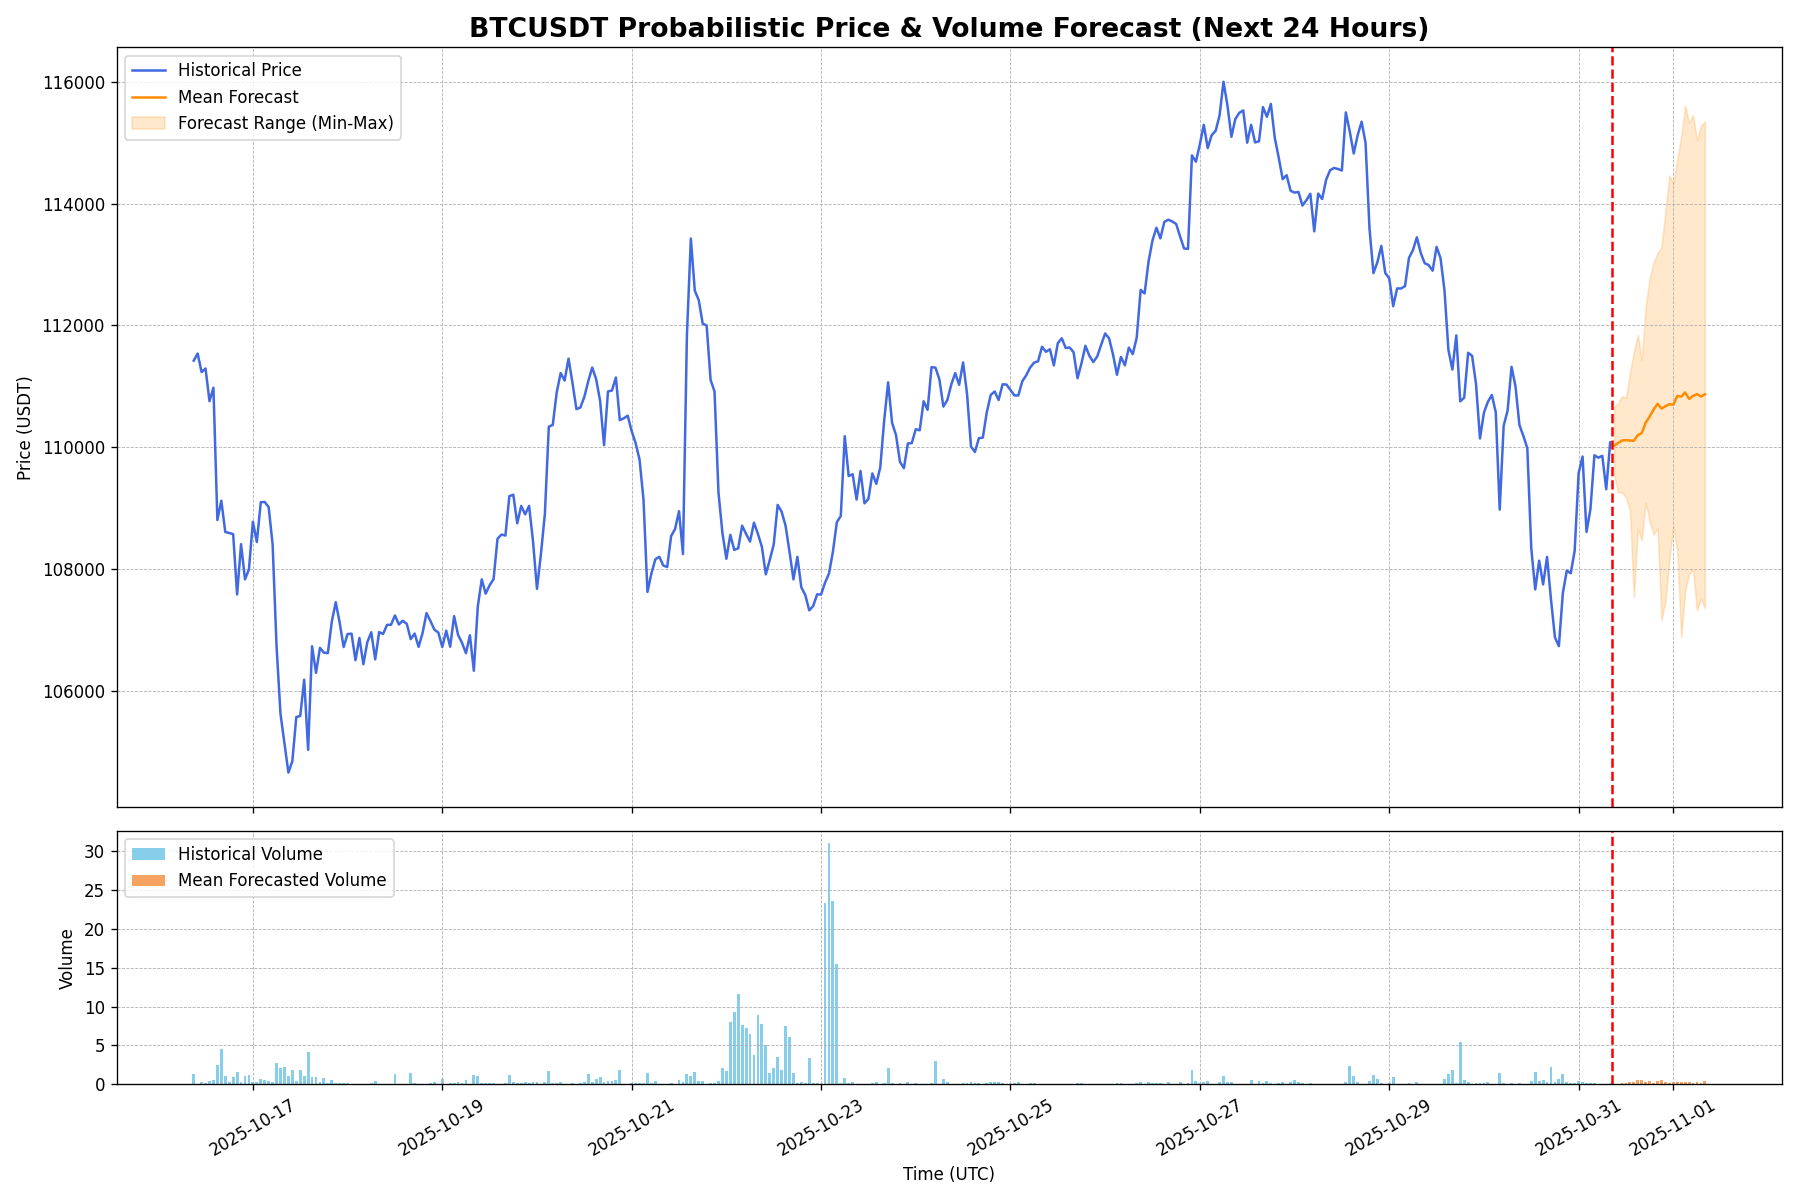 BTCUSDT Probabilistic Price & Volume Forecast (Next 24 Hours)
Historical Price
Mean Forecast
Forecast Range (Min-Max)
116000
114000
112000
110000
108000
106000
Price (USDT)
Historical Volume
Mean Forecasted Volume
30
25
20
15
10
5
0
Volume
2025-10-17
2025-10-19
2025-10-21
2025-10-23
2025-10-25
2025-10-27
2025-10-29
2025-10-31
2025-11-01
Time (UTC)